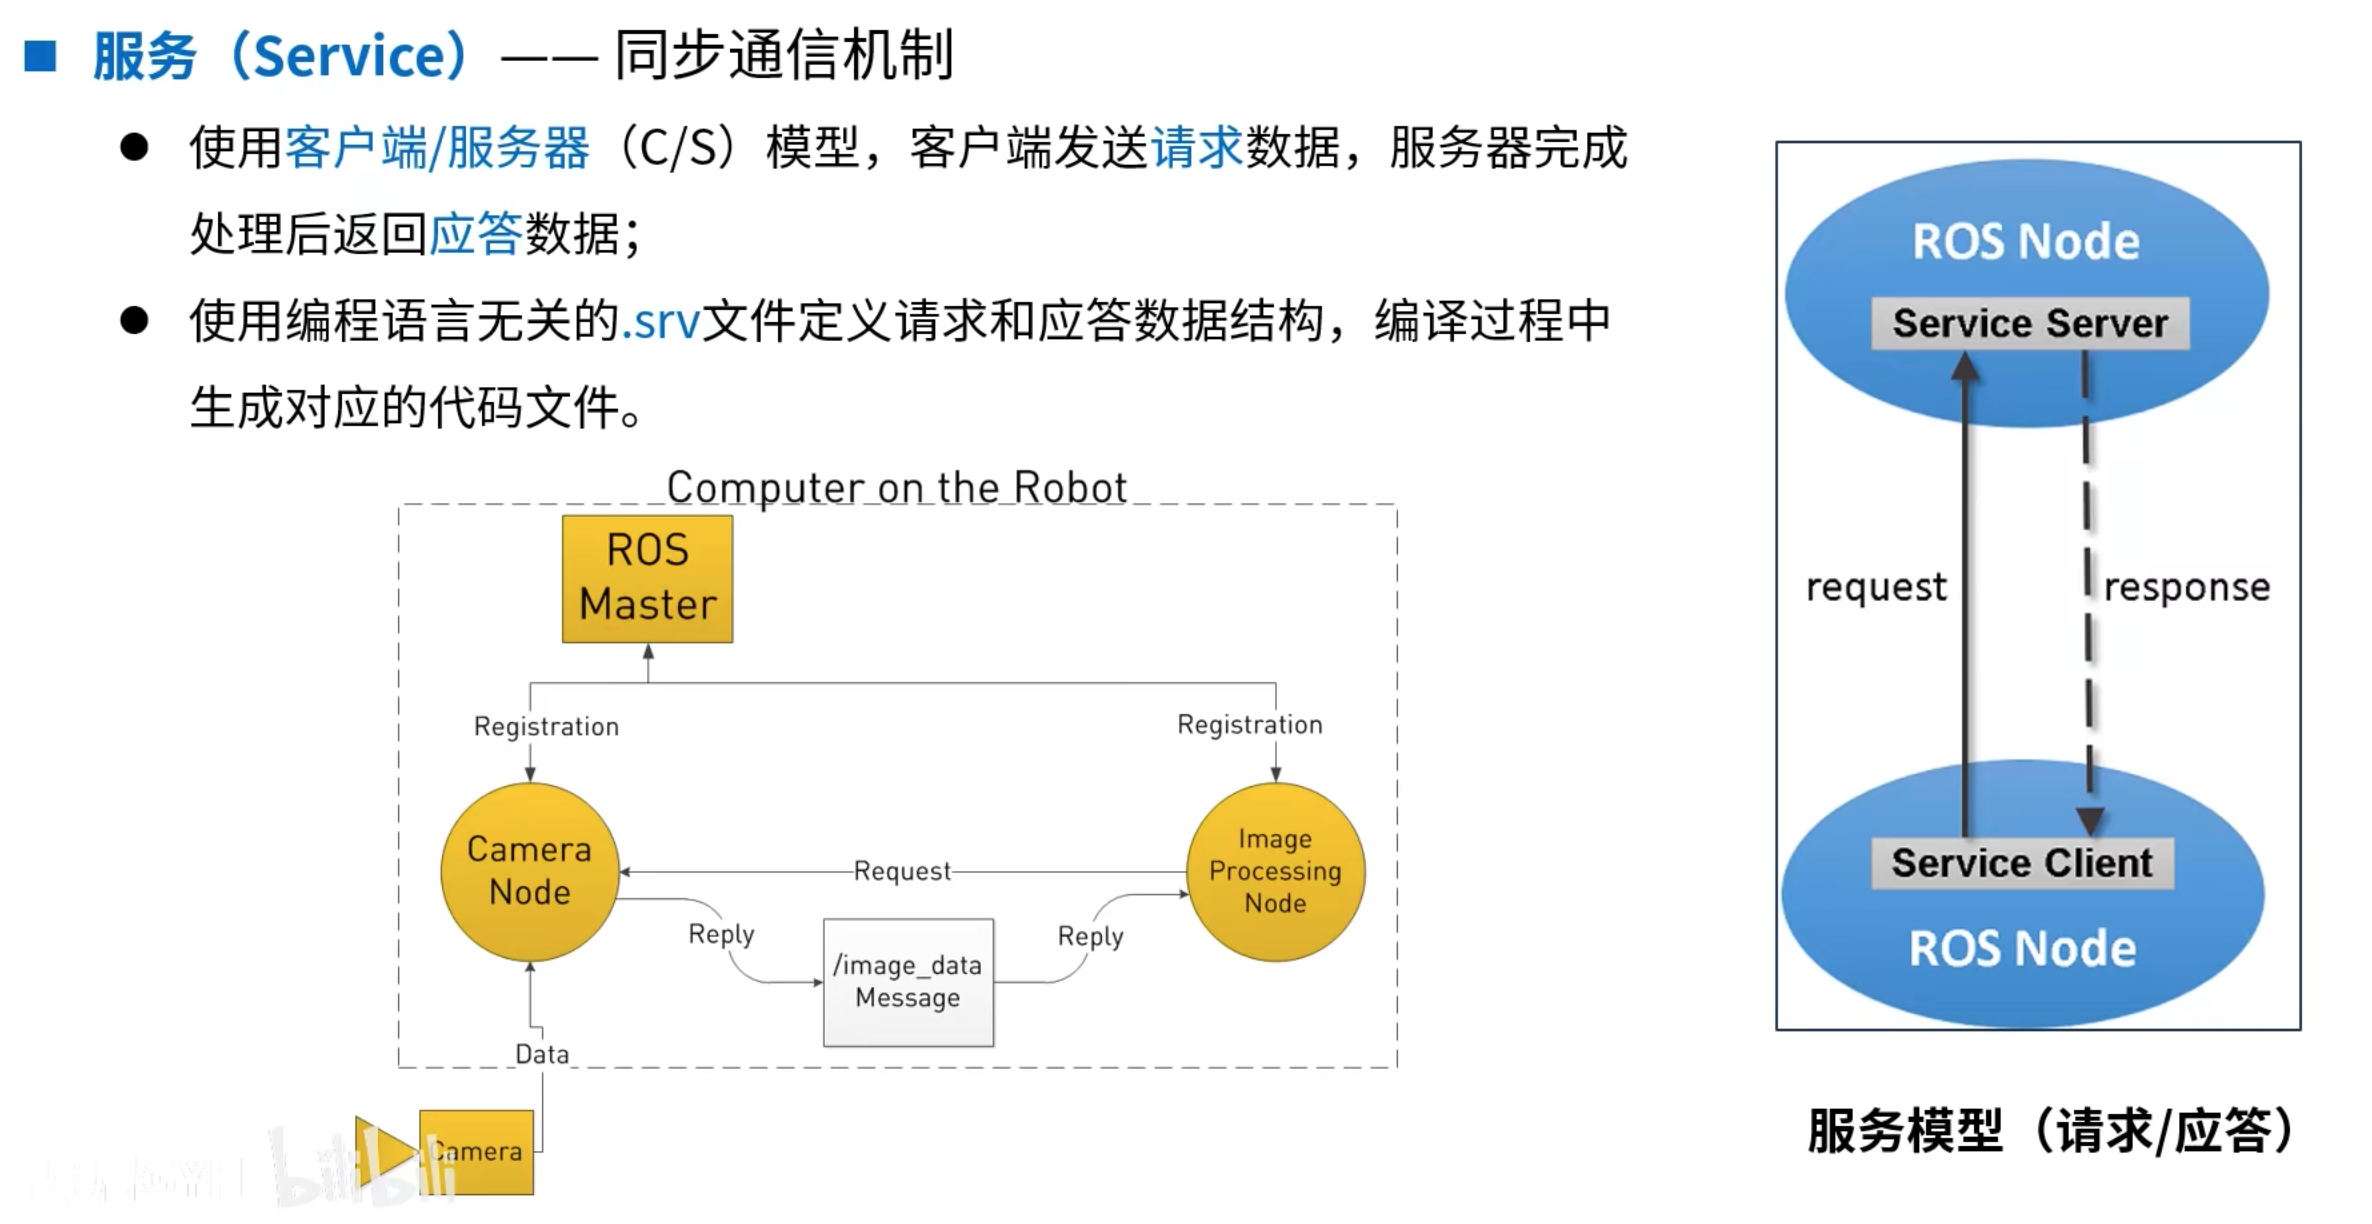 服务（Service）—— 同步通信机制
使用客户端/服务器（C/S）模型，客户端发送请求数据，服务器完成
处理后返回应答数据；
使用编程语言无关的.srv文件定义请求和应答数据结构，编译过程中
生成对应的代码文件。
Computer on the Robot
ROS
Master
Registration
Registration
Camera
Node
Request
Image
Processing
Node
Reply
Reply
/image_data
Message
Data
Camera
bilibili
ROS Node
Service Server
request
response
Service Client
ROS Node
服务模型（请求/应答）